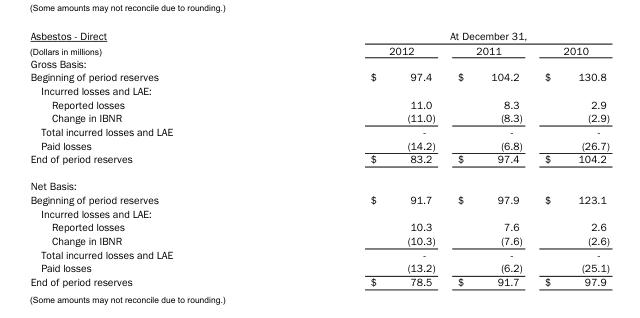 (Some amounts may not reconcile due to rounding.)
Asbestos - Direct At December 31,
(Dollars in millions) 2012 2011 2010
Gross Basis:
Beginning of period reserves $ 97.4 $ 104.2 $ 130.8
Incurred losses and LAE:
Reported losses 11.0 8.3 2.9
Change in IBNR (11.0) (8.3) (2.9)
Total incurred losses and LAE - - -
Paid losses (14.2) (6.8) (26.7)
End of period reserves $ 83.2 $ 97.4 $ 104.2
Net Basis:
Beginning of period reserves $ 91.7 $ 97.9 $ 123.1
Incurred losses and LAE:
Reported losses 10.3 7.6 2.6
Change in IBNR (10.3) (7.6) (2.6)
Total incurred losses and LAE - - -
Paid losses (13.2) (6.2) (25.1)
End of period reserves $ 78.5 $ 91.7 $ 97.9
(Some amounts may not reconcile due to rounding.)